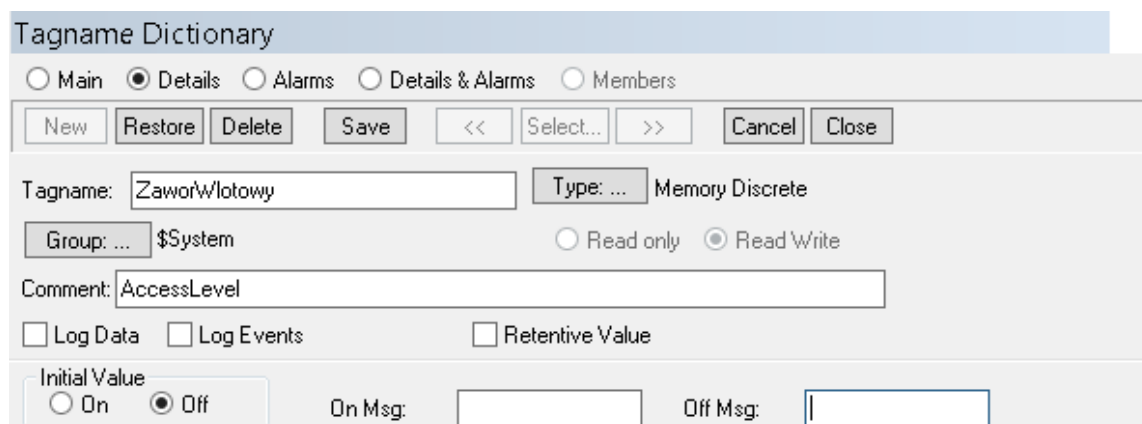 Tagname Dictionary
Main Details Alarms Details & Alarms Members
New Restore Delete Save << Select... >> Cancel Close
Tagname: ZaworWlotowy Type: ... Memory Discrete
Group: ... $System Read only Read Write
Comment: AccessLevel
Log Data Log Events Retentive Value
Initial Value
On Off On Msg: Off Msg: